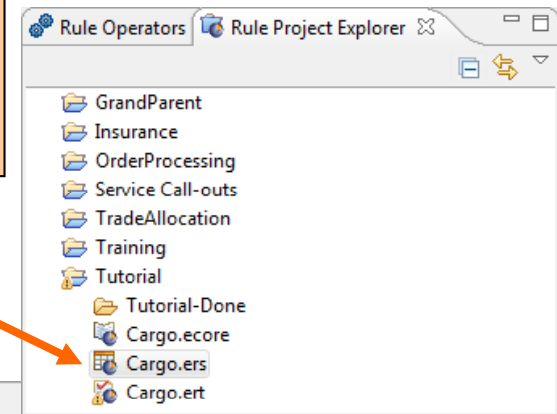 Rule Operators Rule Project Explorer
GrandParent
Insurance
OrderProcessing
Service Call-outs
TradeAllocation
Training
Tutorial
Tutorial-Done
Cargo.ecore
Cargo.ers
Cargo.ert